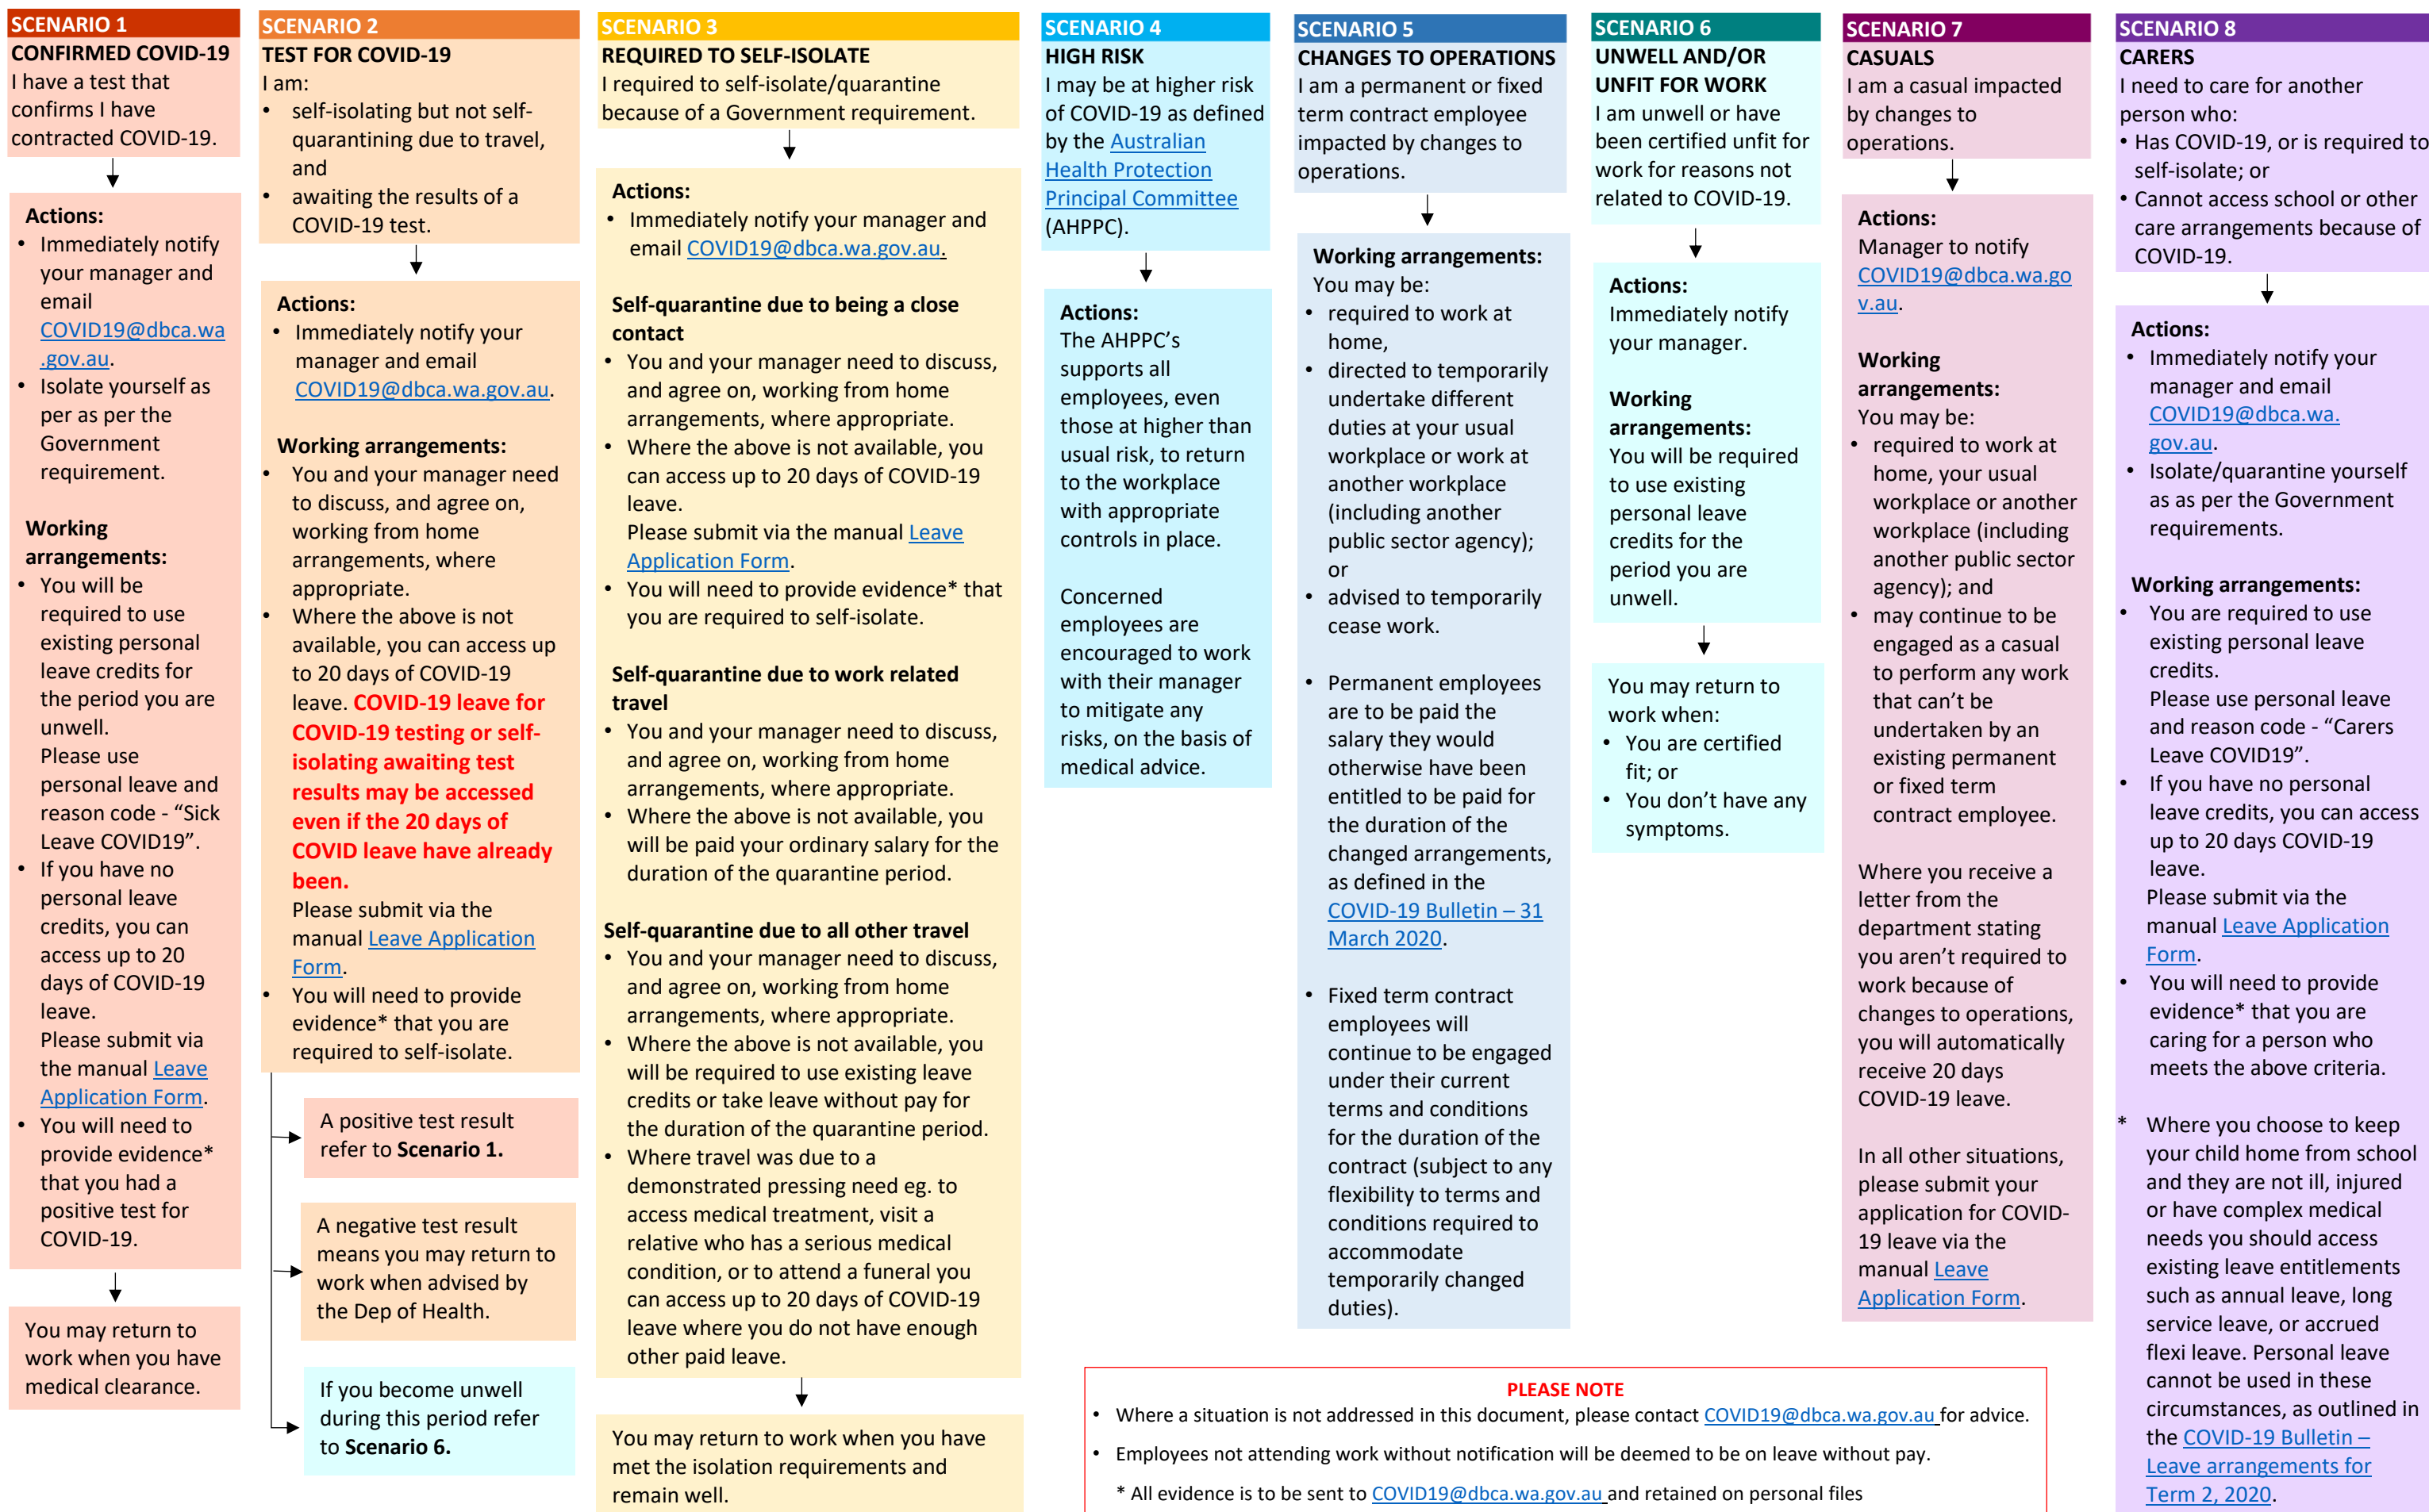 SCENARIO 1
CONFIRMED COVID-19
I have a test that
confirms I have
contracted COVID-19.
Actions:
• Immediately notify
your manager and
email
COVID19@dbca.wa
.gov.au.
• Isolate yourself as
per as per the
Government
requirement.
Working
arrangements:
• You will be
required to use
existing personal
leave credits for
the period you are
unwell.
Please use
personal leave and
reason code - “Sick
Leave COVID19”.
• If you have no
personal leave
credits, you can
access up to 20
days of COVID-19
leave.
Please submit via
the manual Leave
Application Form.
• You will need to
provide evidence*
that you had a
positive test for
COVID-19.
You may return to
work when you have
medical clearance.
SCENARIO 2
TEST FOR COVID-19
I am:
• self-isolating but not self-
quarantining due to travel,
and
• awaiting the results of a
COVID-19 test.
Actions:
• Immediately notify your
manager and email
COVID19@dbca.wa.gov.au.
Working arrangements:
• You and your manager need
to discuss, and agree on,
working from home
arrangements, where
appropriate.
• Where the above is not
available, you can access up
to 20 days of COVID-19
leave. COVID-19 leave for
COVID-19 testing or self-
isolating awaiting test
results may be accessed
even if the 20 days of
COVID leave have already
been.
Please submit via the
manual Leave Application
Form.
• You will need to provide
evidence* that you are
required to self-isolate.
A positive test result
refer to Scenario 1.
A negative test result
means you may return to
work when advised by
the Dep of Health.
If you become unwell
during this period refer
to Scenario 6.
SCENARIO 3
REQUIRED TO SELF-ISOLATE
I required to self-isolate/quarantine
because of a Government requirement.
Actions:
• Immediately notify your manager and
email COVID19@dbca.wa.gov.au.
Self-quarantine due to being a close
contact
• You and your manager need to discuss,
and agree on, working from home
arrangements, where appropriate.
• Where the above is not available, you
can access up to 20 days of COVID-19
leave.
Please submit via the manual Leave
Application Form.
• You will need to provide evidence* that
you are required to self-isolate.
Self-quarantine due to work related
travel
• You and your manager need to discuss,
and agree on, working from home
arrangements, where appropriate.
• Where the above is not available, you
will be paid your ordinary salary for the
duration of the quarantine period.
Self-quarantine due to all other travel
• You and your manager need to discuss,
and agree on, working from home
arrangements, where appropriate.
• Where the above is not available, you
will be required to use existing leave
credits or take leave without pay for
the duration of the quarantine period.
• Where travel was due to a
demonstrated pressing need eg. to
access medical treatment, visit a
relative who has a serious medical
condition, or to attend a funeral you
can access up to 20 days of COVID-19
leave where you do not have enough
other paid leave.
You may return to work when you have
met the isolation requirements and
remain well.
SCENARIO 4
HIGH RISK
I may be at higher risk
of COVID-19 as defined
by the Australian
Health Protection
Principal Committee
(AHPPC).
Actions:
The AHPPC’s
supports all
employees, even
those at higher than
usual risk, to return
to the workplace
with appropriate
controls in place.
Concerned
employees are
encouraged to work
with their manager
to mitigate any
risks, on the basis of
medical advice.
SCENARIO 5
CHANGES TO OPERATIONS
I am a permanent or fixed
term contract employee
impacted by changes to
operations.
Working arrangements:
You may be:
• required to work at
home,
• directed to temporarily
undertake different
duties at your usual
workplace or work at
another workplace
(including another
public sector agency);
or
• advised to temporarily
cease work.
• Permanent employees
are to be paid the
salary they would
otherwise have been
entitled to be paid for
the duration of the
changed arrangements,
as defined in the
COVID-19 Bulletin – 31
March 2020.
• Fixed term contract
employees will
continue to be engaged
under their current
terms and conditions
for the duration of the
contract (subject to any
flexibility to terms and
conditions required to
accommodate
temporarily changed
duties).
SCENARIO 6
UNWELL AND/OR
UNFIT FOR WORK
I am unwell or have
been certified unfit for
work for reasons not
related to COVID-19.
Actions:
Immediately notify
your manager.
Working
arrangements:
You will be required
to use existing
personal leave
credits for the
period you are
unwell.
You may return to
work when:
• You are certified
fit; or
• You don’t have any
symptoms.
SCENARIO 7
CASUALS
I am a casual impacted
by changes to
operations.
Actions:
Manager to notify
COVID19@dbca.wa.go
v.au.
Working
arrangements:
You may be:
• required to work at
home, your usual
workplace or another
workplace (including
another public sector
agency); and
• may continue to be
engaged as a casual
to perform any work
that can’t be
undertaken by an
existing permanent
or fixed term
contract employee.
Where you receive a
letter from the
department stating
you aren’t required to
work because of
changes to operations,
you will automatically
receive 20 days
COVID-19 leave.
In all other situations,
please submit your
application for COVID-
19 leave via the
manual Leave
Application Form.
SCENARIO 8
CARERS
I need to care for another
person who:
• Has COVID-19, or is required to
self-isolate; or
• Cannot access school or other
care arrangements because of
COVID-19.
Actions:
• Immediately notify your
manager and email
COVID19@dbca.wa.
gov.au.
• Isolate/quarantine yourself
as as per the Government
requirements.
Working arrangements:
• You are required to use
existing personal leave
credits.
Please use personal leave
and reason code - “Carers
Leave COVID19”.
• If you have no personal
leave credits, you can access
up to 20 days COVID-19
leave.
Please submit via the
manual Leave Application
Form.
• You will need to provide
evidence* that you are
caring for a person who
meets the above criteria.
* Where you choose to keep
your child home from school
and they are not ill, injured
or have complex medical
needs you should access
existing leave entitlements
such as annual leave, long
service leave, or accrued
flexi leave. Personal leave
cannot be used in these
circumstances, as outlined in
the COVID-19 Bulletin –
Leave arrangements for
Term 2, 2020.
PLEASE NOTE
• Where a situation is not addressed in this document, please contact COVID19@dbca.wa.gov.au for advice.
• Employees not attending work without notification will be deemed to be on leave without pay.
* All evidence is to be sent to COVID19@dbca.wa.gov.au and retained on personal files